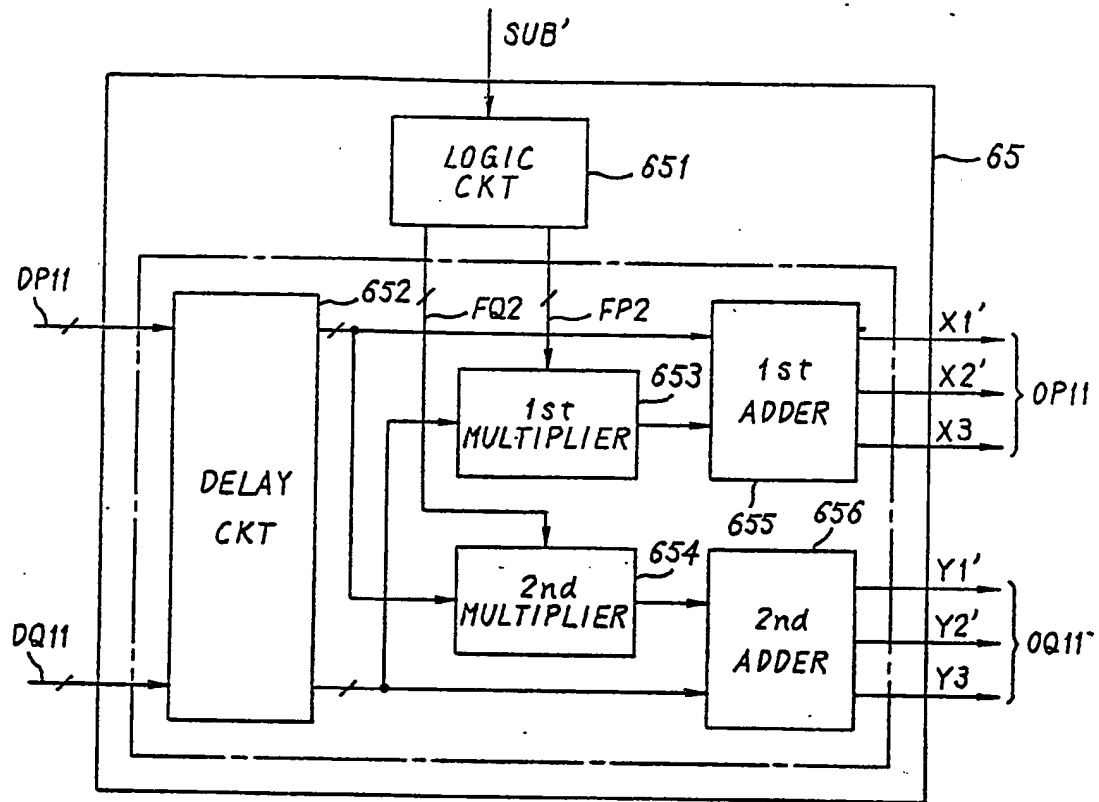 SUB'
LOGIC
CKT
651
65
DP11
652
FQ2
FP2
X1'
X2'
X3
OP11
653
1st
MULTIPLIER
1st
ADDER
DELAY
CKT
655
656
654
2nd
MULTIPLIER
2nd
ADDER
Y1'
Y2'
Y3
OQ11
DQ11